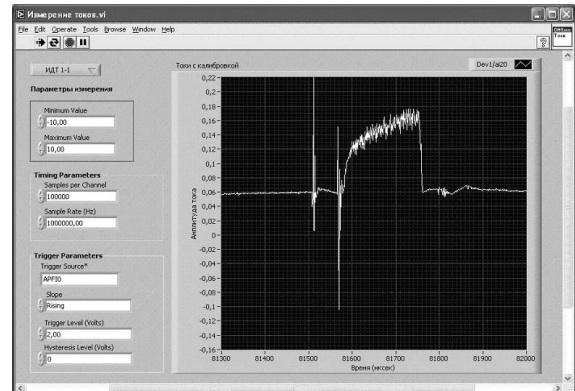 Измерение токов.vi
File Edit Operate Tools Browse Window Help
ИДТ 1-1
Параметры измерения
Minimum Value
-10,00
Maximum Value
10,00
Timing Parameters
Samples per Channel
100000
Sample Rate (Hz)
1000000,00
Trigger Parameters
Trigger Source*
APFI0
Slope
Rising
Trigger Level (Volts)
2,00
Hysteresis Level (Volts)
0
Токи с калибровкой
Dev1/ai20
Амплитуда тока
0,22
0,2
0,18
0,16
0,14
0,12
0,1
0,08
0,06
0,04
0,02
0
-0,02
-0,04
-0,06
-0,08
-0,1
-0,12
-0,14
-0,16
81300 81400 81500 81600 81700 81800 81900 82000
Время (мксек)